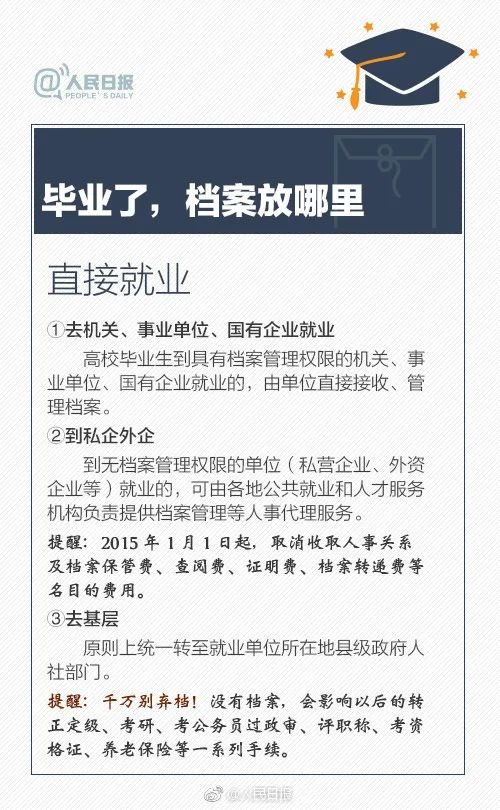 @人民日报
PEOPLE'S DAILY
毕业了，档案放哪里
直接就业
①去机关、事业单位、国有企业就业
高校毕业生到具有档案管理权限的机关、事
业单位、国有企业就业的，由单位直接接收、管
理档案。
②到私企外企
到无档案管理权限的单位（私营企业、外资
企业等）就业的，可由各地公共就业和人才服务
机构负责提供档案管理等人事代理服务。
提醒：2015年1月1日起，取消收取人事关系
及档案保管费、查阅费、证明费、档案转递费等
名目的费用。
③去基层
原则上统一转至就业单位所在地县级政府人
社部门。
提醒：千万别弃档！没有档案，会影响以后的转
正定级、考研、考公务员过政审、评职称、考资
格证、养老保险等一系列手续。
@人民日报